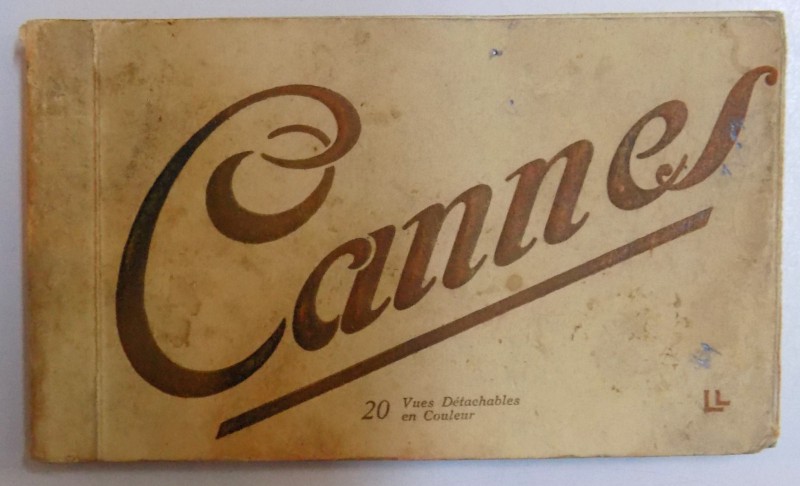 Cannes
20 Vues Détachables
en Couleur
LL